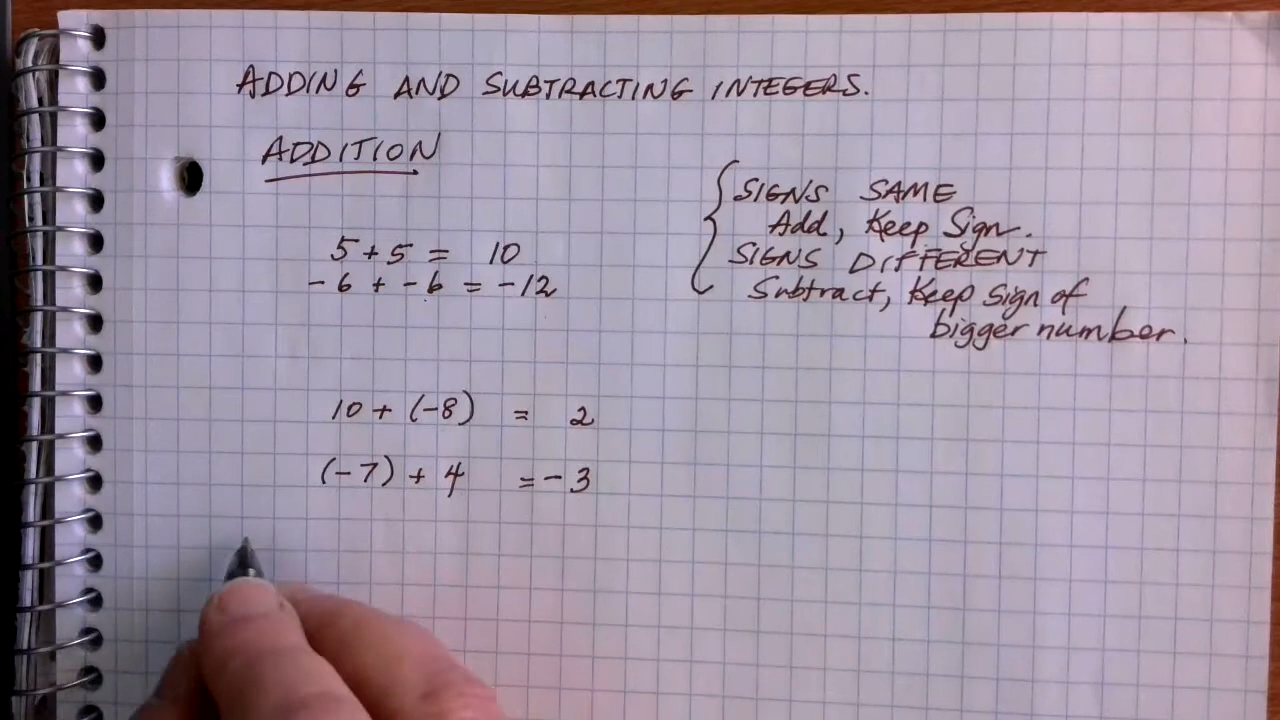 ADDING AND SUBTRACTING INTEGERS.
ADDITION
5 + 5 = 10
-6 + -6 = -12
SIGNS SAME
Add, Keep Sign.
SIGNS DIFFERENT
Subtract, Keep Sign of
bigger number.
10 + (-8) = 2
(-7) + 4 = -3